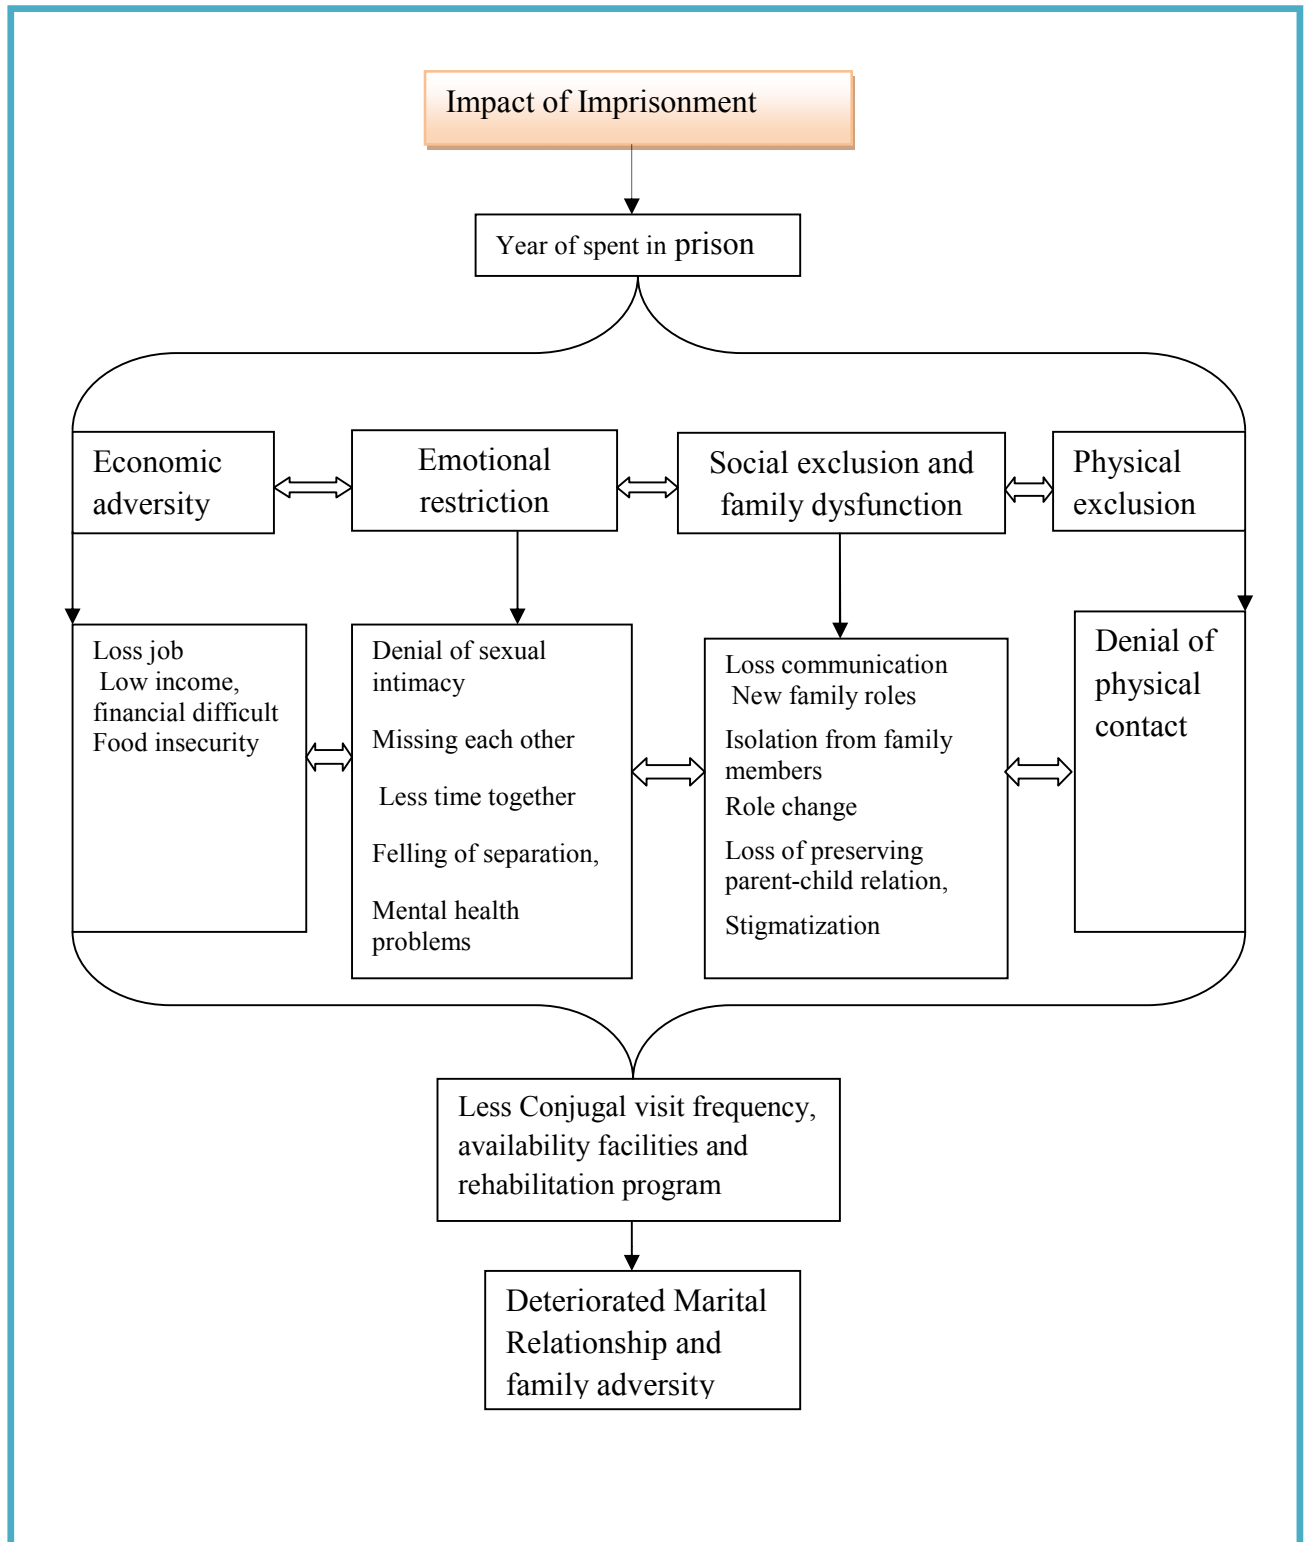 Impact of Imprisonment
Year of spent in prison
Economic
adversity
Emotional
restriction
Social exclusion and
family dysfunction
Physical
exclusion
Loss job
Low income,
financial difficult
Food insecurity
Denial of sexual
intimacy
Missing each other
Less time together
Felling of separation,
Mental health
problems
Loss communication
New family roles
Isolation from family
members
Role change
Loss of preserving
parent-child relation,
Stigmatization
Denial of
physical
contact
Less Conjugal visit frequency,
availability facilities and
rehabilitation program
Deteriorated Marital
Relationship and
family adversity